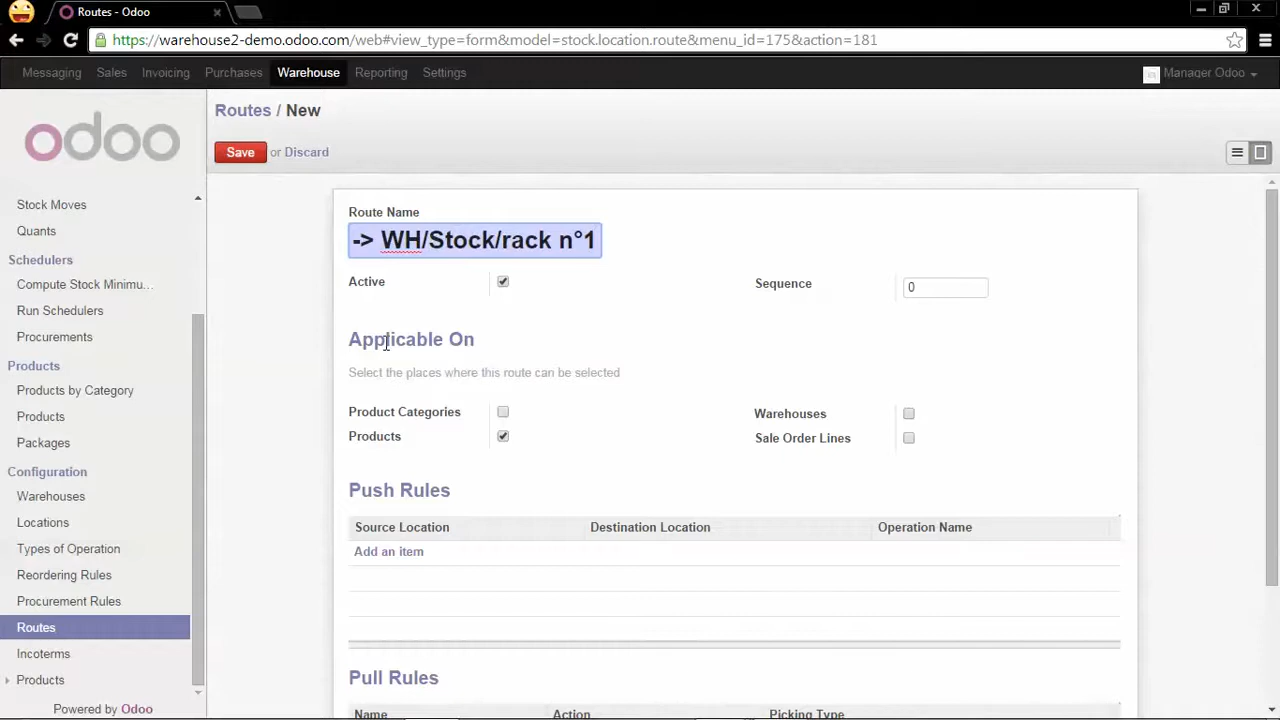 Routes - Odoo
https://warehouse2-demo.odoo.com/web#view_type=form&model=stock.location.route&menu_id=175&action=181
Messaging Sales Invoicing Purchases Warehouse Reporting Settings Manager Odoo
odoo
Routes / New
Save or Discard
Stock Moves
Quants
Schedulers
Compute Stock Minimu...
Run Schedulers
Procurements
Products
Products by Category
Products
Packages
Configuration
Warehouses
Locations
Types of Operation
Reordering Rules
Procurement Rules
Routes
Incoterms
Products
Powered by Odoo
Route Name
-> WH/Stock/rack n°1
Active
Sequence 0
Applicable On
Select the places where this route can be selected
Product Categories
Warehouses
Products
Sale Order Lines
Push Rules
Source Location Destination Location Operation Name
Add an item
Pull Rules
Name Action Picking Type